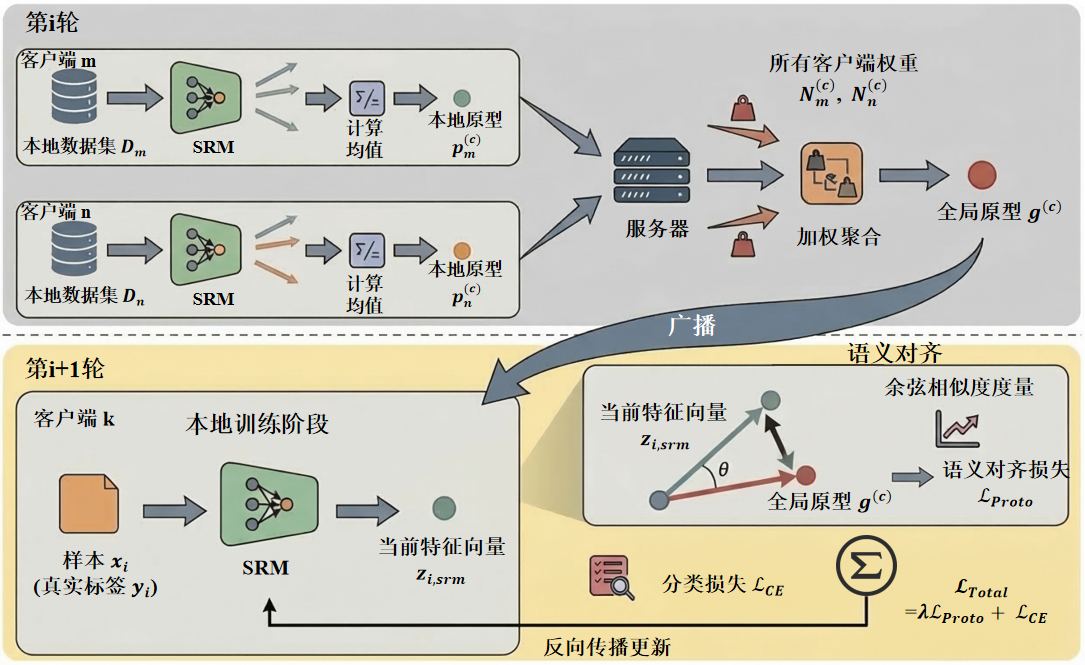 第i轮
客户端 m
本地数据集 D_m
SRM
计算
均值
本地原型
p_m^(c)
客户端 n
本地数据集 D_n
SRM
计算
均值
本地原型
p_n^(c)
服务器
所有客户端权重
N_m^(c), N_n^(c)
加权聚合
全局原型 g^(c)
广播
第i+1轮
客户端 k
本地训练阶段
样本 x_i
(真实标签 y_i)
SRM
当前特征向量
z_i,srm
语义对齐
当前特征向量
z_i,srm
θ
全局原型 g^(c)
余弦相似度度量
语义对齐损失
ℒ_Proto
分类损失 ℒ_CE
Σ
ℒ_Total
=λℒ_Proto + ℒ_CE
反向传播更新